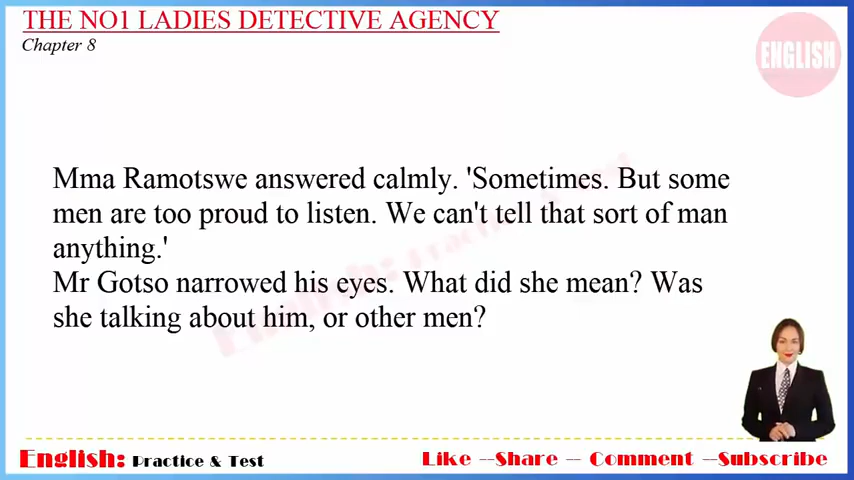 THE NO1 LADIES DETECTIVE AGENCY
Chapter 8
ENGLISH
Mma Ramotswe answered calmly. 'Sometimes. But some
men are too proud to listen. We can't tell that sort of man
anything.'
Mr Gotso narrowed his eyes. What did she mean? Was
she talking about him, or other men?
English: Practice & Test
Like --Share -- Comment --Subscribe